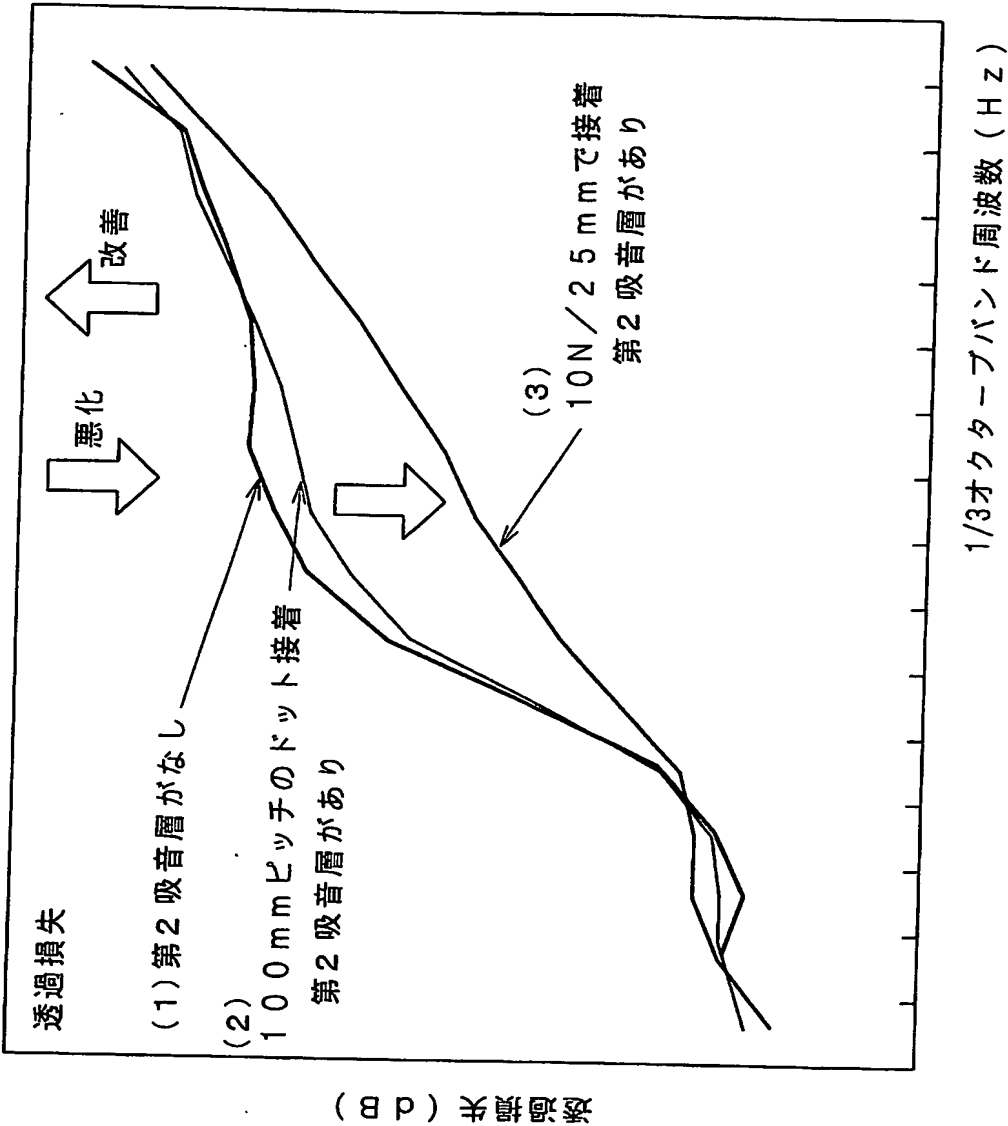 透過損失
(1)第2吸音層がなし
(2)
100mmピッチのドット接着
第2吸音層があり
悪化
改善
(3)
10N/25mmで接着
第2吸音層があり
透過損失(dB)
1/3オクターブバンド周波数(Hz)